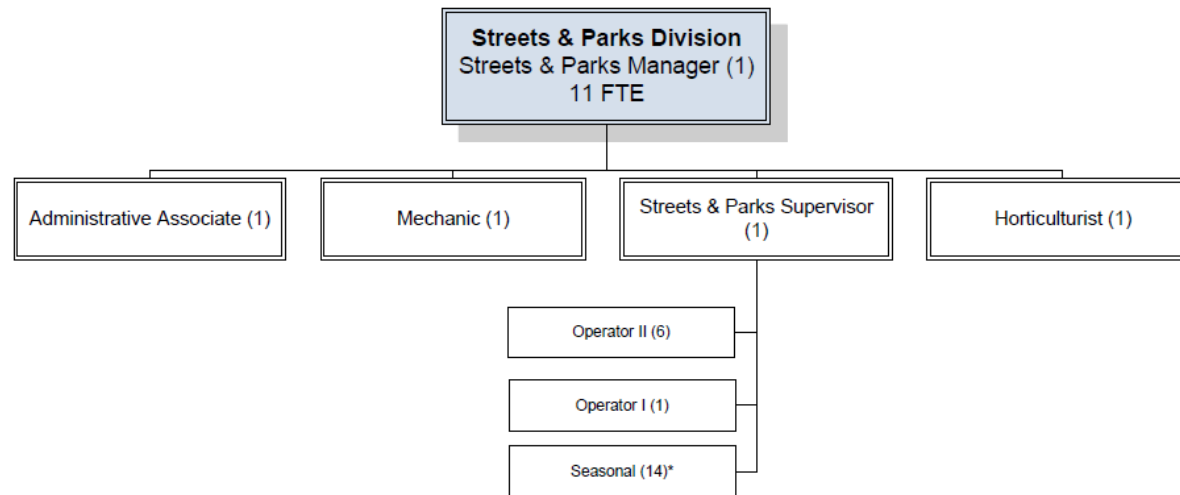 Streets & Parks Division
Streets & Parks Manager (1)
11 FTE
Administrative Associate (1)
Mechanic (1)
Streets & Parks Supervisor
(1)
Horticulturist (1)
Operator II (6)
Operator I (1)
Seasonal (14)*